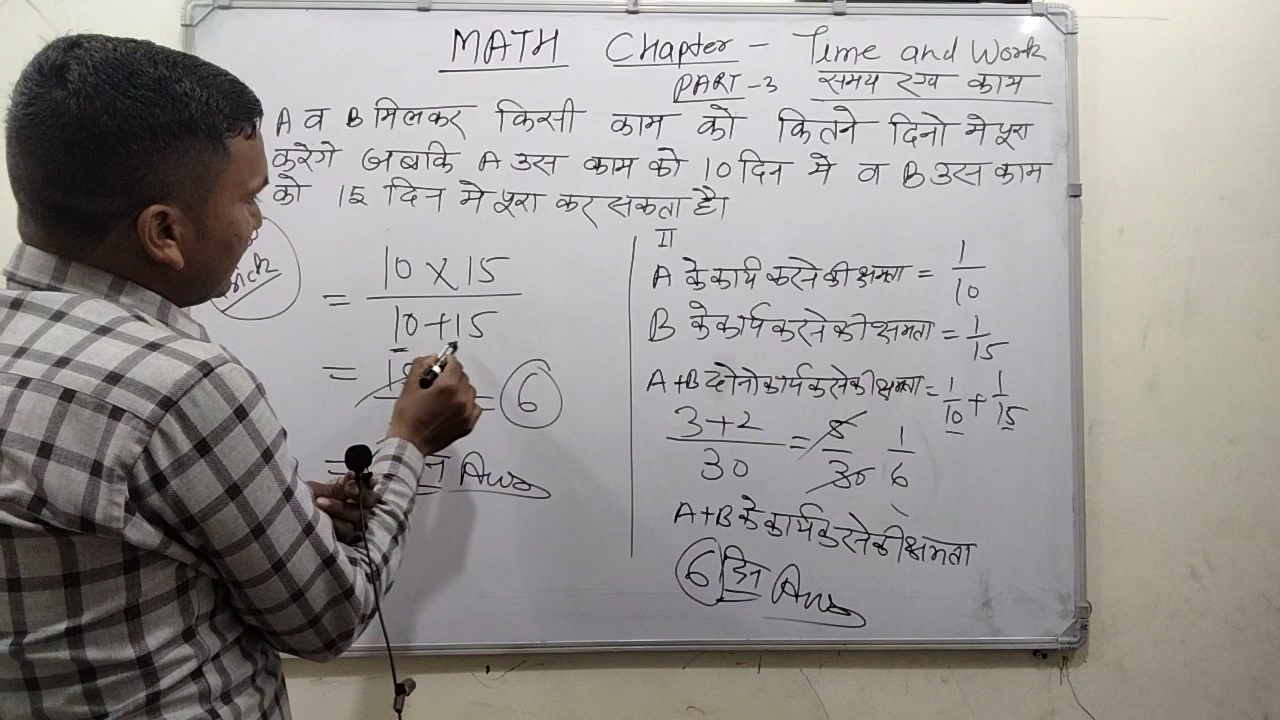 MATH Chapter - Time and Work
PART-3 समय एवं काम
A व B मिलकर किसी काम को कितने दिनो मे पूरा
करेगे जबकि A उस काम को 10 दिन मे व B उस काम
को 15 दिन मे पूरा कर सकता है।
= 10 × 15
10 + 15
=
6
= Ans
II
A के कार्य करने की क्षमता = 1/10
B के कार्य करने की क्षमता = 1/15
A+B दोनो कार्य करने की क्षमता = 1/10 + 1/15
3+2/30 = 5/30 1/6
A+B के कार्य करने की क्षमता
6 दिन Ans